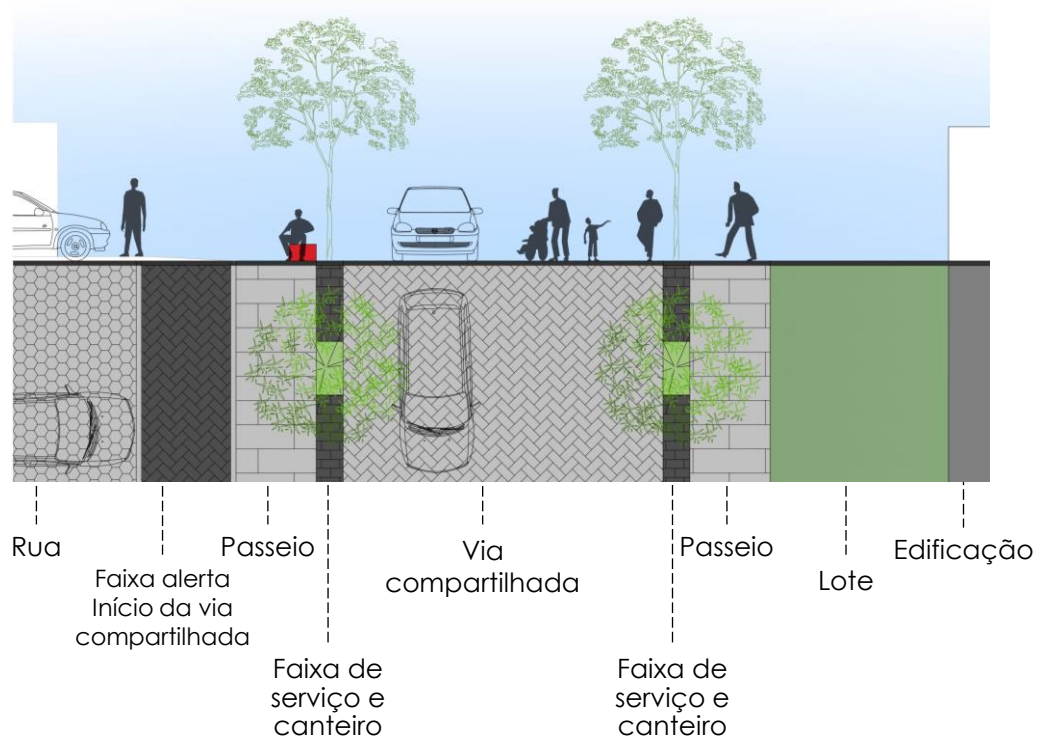 Rua
Faixa alerta
Início da via
compartilhada
Passeio
Faixa de
serviço e
canteiro
Via
compartilhada
Faixa de
serviço e
canteiro
Passeio
Lote
Edificação